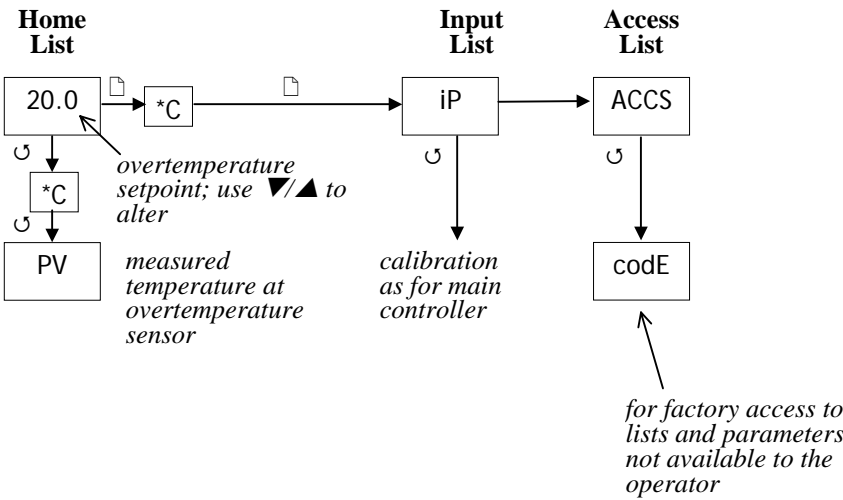 Home
List
Input
List
Access
List
20.0
*C
iP
ACCS
overtemperature
setpoint; use ▼/▲ to
alter
*C
PV
measured
temperature at
overtemperature
sensor
calibration
as for main
controller
codE
for factory access to
lists and parameters
not available to the
operator